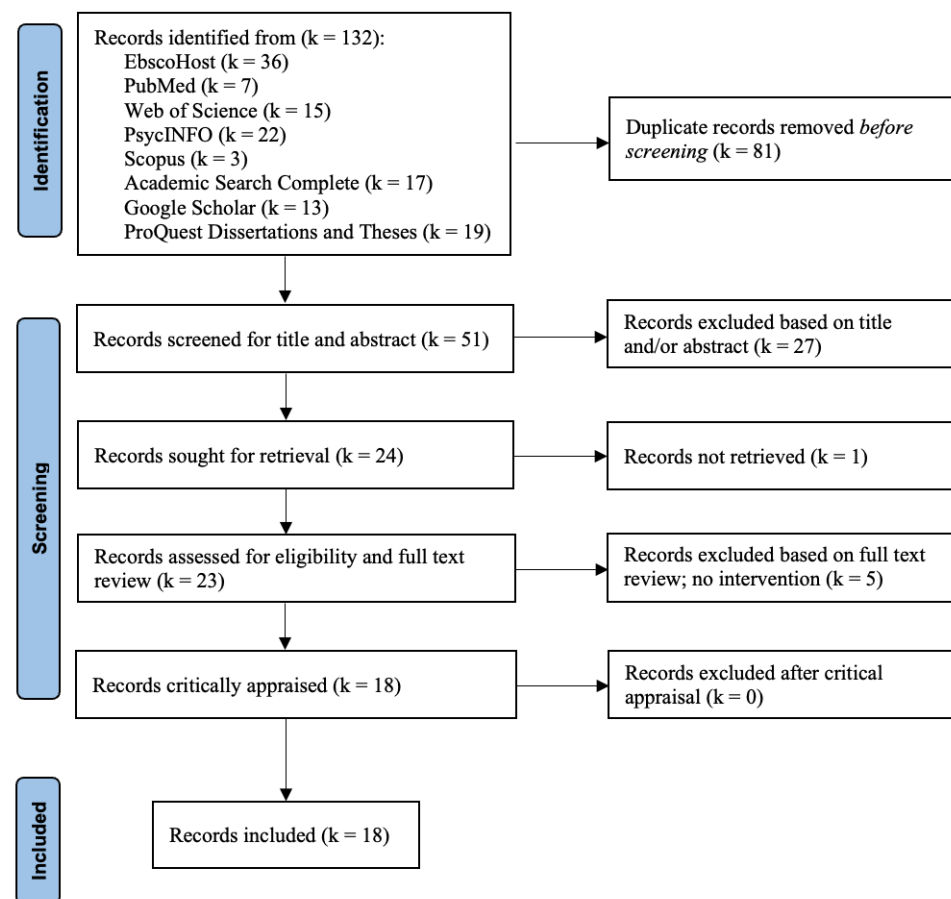 Identification
Records identified from (k = 132):
EbscoHost (k = 36)
PubMed (k = 7)
Web of Science (k = 15)
PsycINFO (k = 22)
Scopus (k = 3)
Academic Search Complete (k = 17)
Google Scholar (k = 13)
ProQuest Dissertations and Theses (k = 19)
Duplicate records removed before
screening (k = 81)
Screening
Records screened for title and abstract (k = 51)
Records excluded based on title
and/or abstract (k = 27)
Records sought for retrieval (k = 24)
Records not retrieved (k = 1)
Records assessed for eligibility and full text
review (k = 23)
Records excluded based on full text
review; no intervention (k = 5)
Records critically appraised (k = 18)
Records excluded after critical
appraisal (k = 0)
Included
Records included (k = 18)